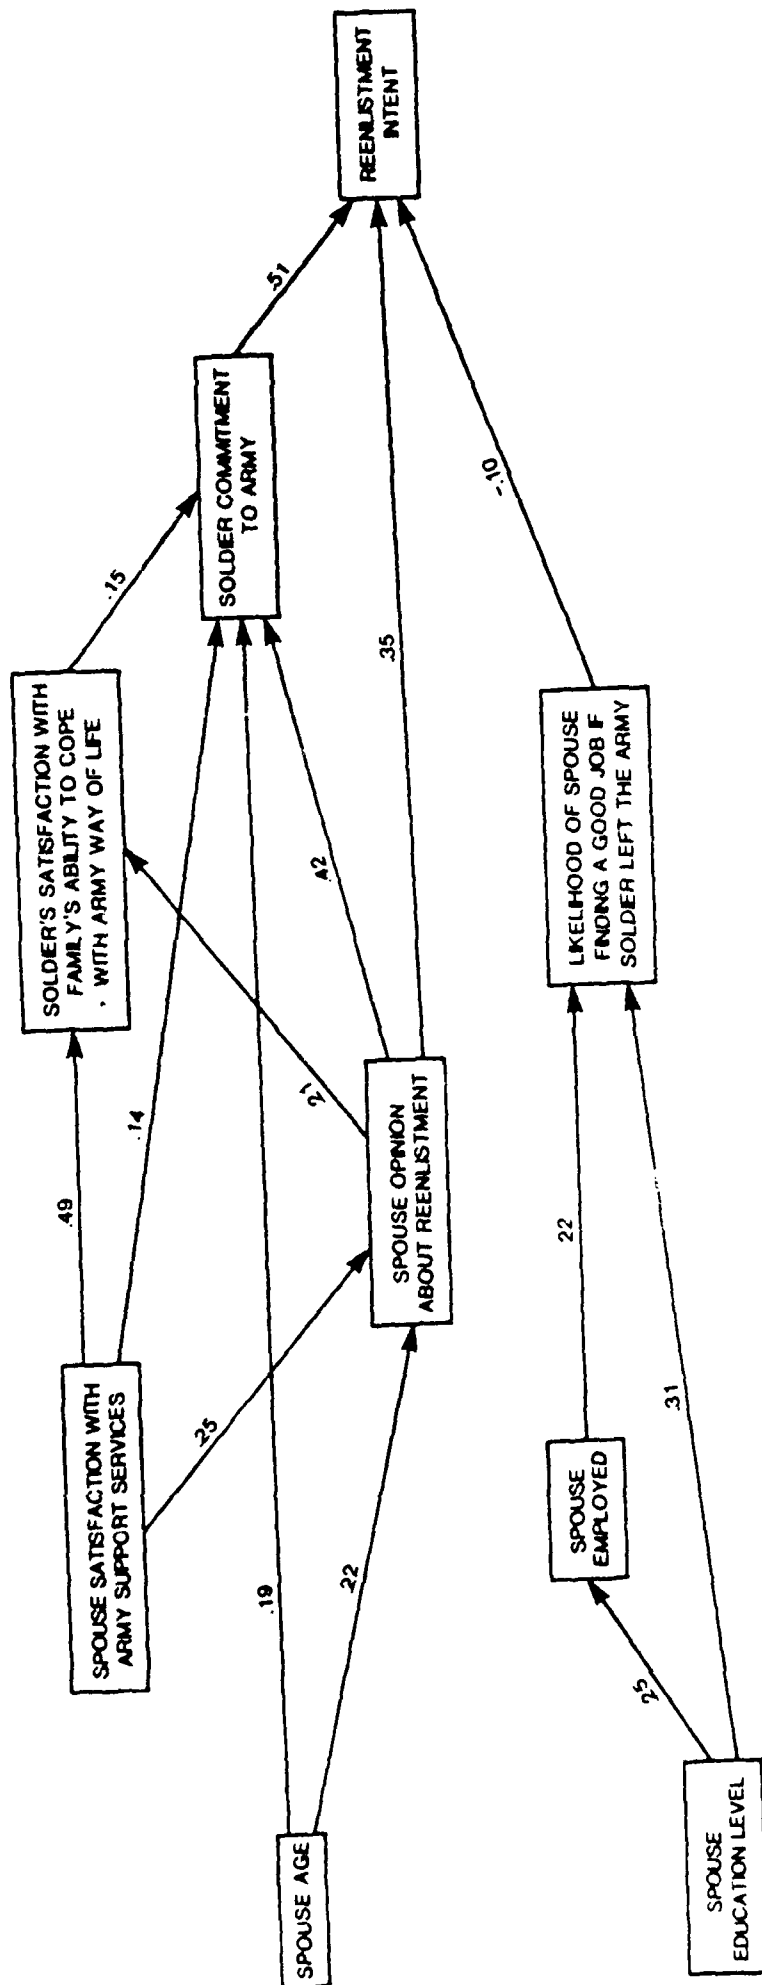 REENLISTMENT
INTENT
.51
SOLDIER COMMITMENT
TO ARMY
.15
SOLDIER'S SATISFACTION WITH
FAMILY'S ABILITY TO COPE
. WITH ARMY WAY OF LIFE
.35
-.10
LIKELIHOOD OF SPOUSE
FINDING A GOOD JOB IF
SOLDIER LEFT THE ARMY
.42
.21
.14
.49
SPOUSE OPINION
ABOUT REENLISTMENT
SPOUSE SATISFACTION WITH
ARMY SUPPORT SERVICES
.25
.19
.22
22
.31
SPOUSE
EMPLOYED
.25
SPOUSE AGE
SPOUSE
EDUCATION LEVEL